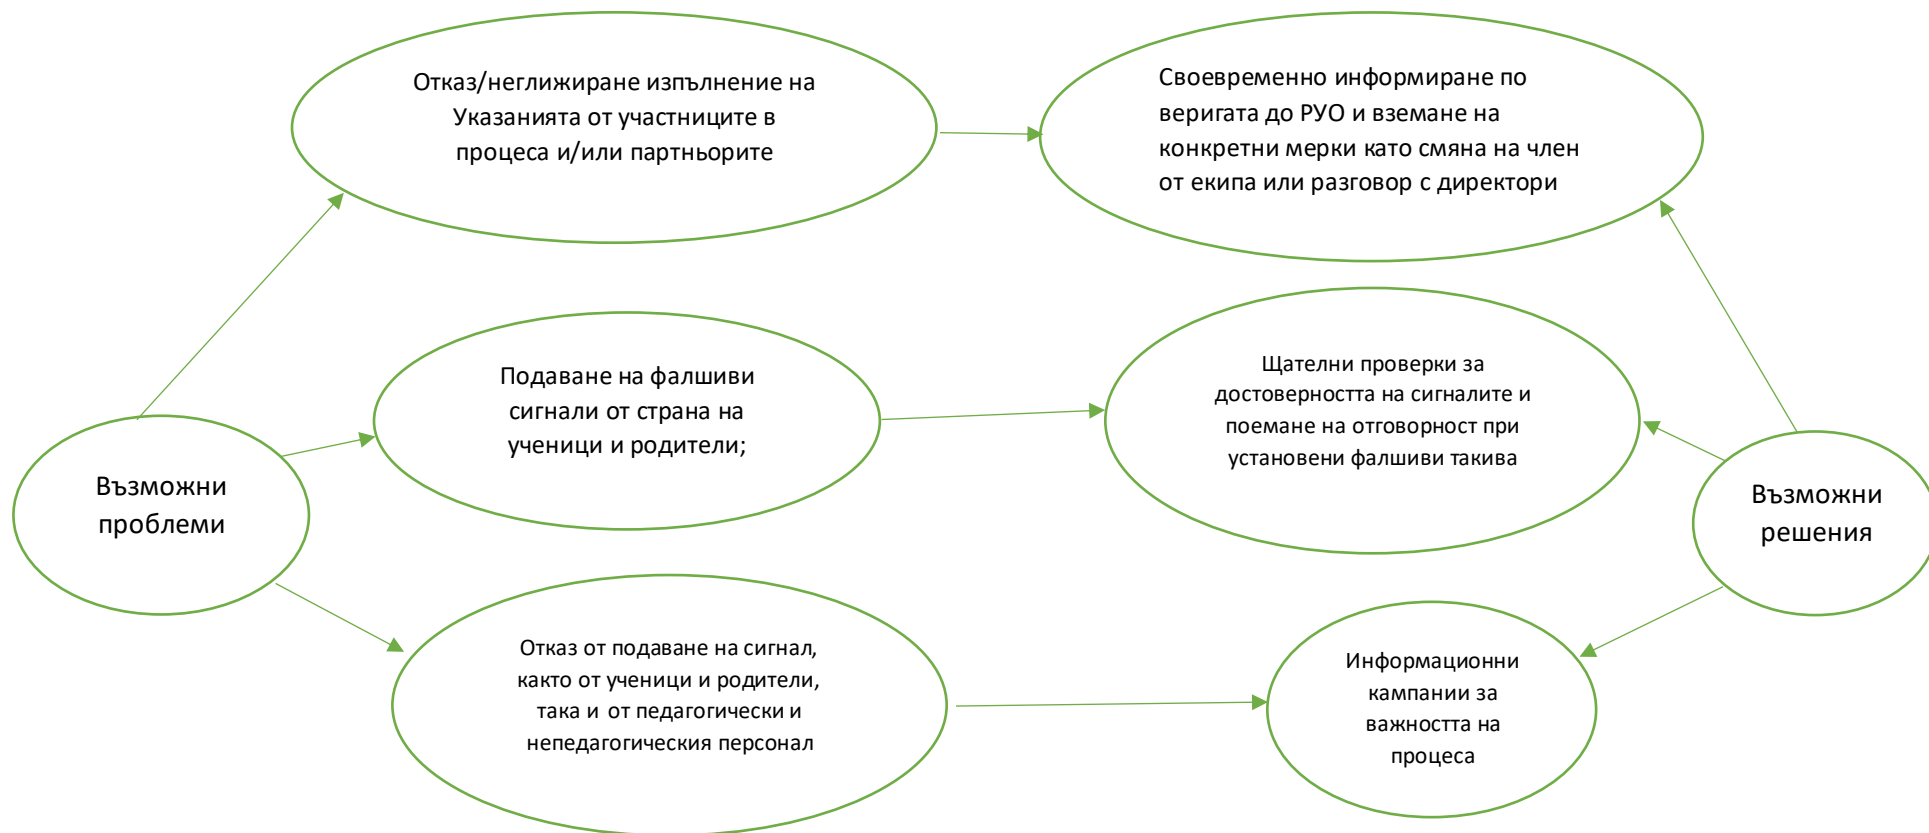 Отказ/неглижиране изпълнение на
Указанията от участниците в
процеса и/или партньорите
Своевременно информиране по
веригата до РУО и вземане на
конкретни мерки като смяна на член
от екипа или разговор с директори
Подаване на фалшиви
сигнали от страна на
ученици и родители;
Щателни проверки за
достоверността на сигналите и
поемане на отговорност при
установени фалшиви такива
Възможни
проблеми
Възможни
решения
Отказ от подаване на сигнал,
както от ученици и родители,
така и от педагогически и
непедагогическия персонал
Информационни
кампании за
важността на
процеса